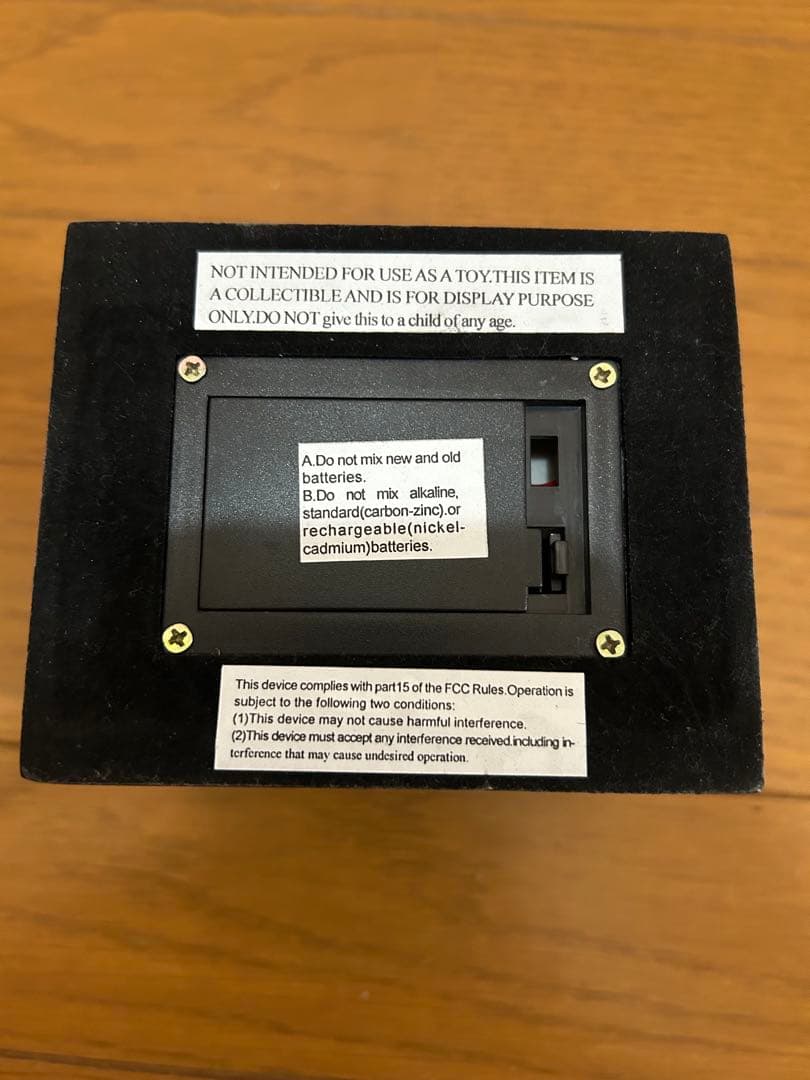 NOT INTENDED FOR USE AS A TOY.THIS ITEM IS
A COLLECTIBLE AND IS FOR DISPLAY PURPOSE
ONLY.DO NOT give this to a child of any age.
A.Do not mix new and old
batteries.
B.Do not mix alkaline,
standard(carbon-zinc).or
rechargeable(nickel-
cadmium)batteries.
This device complies with part15 of the FCC Rules.Operation is
subject to the following two conditions:
(1)This device may not cause harmful interference.
(2)This device must accept any interference received.including in-
terference that may cause undesired operation.